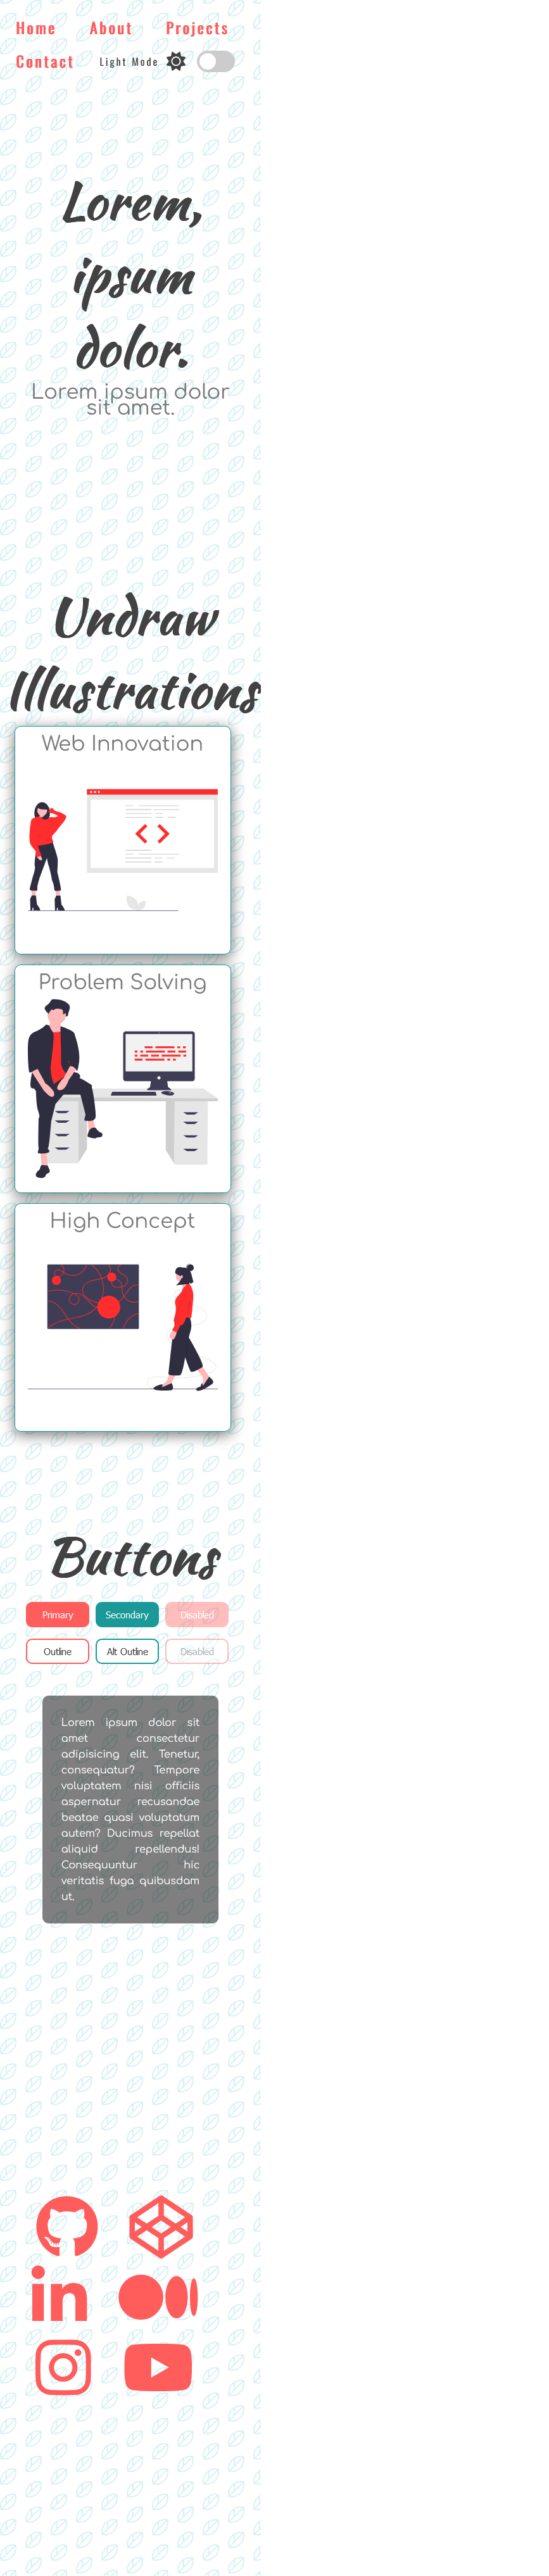 Home About Projects
Contact Light Mode
Lorem,
ipsum
dolor.
Lorem ipsum dolor
sit amet.
Undraw
Illustrations
Web Innovation
Problem Solving
High Concept
Buttons
Primary Secondary Disabled
Outline Alt Outline Disabled
Lorem ipsum dolor sit
amet consectetur
adipisicing elit. Tenetur,
consequatur? Tempore
voluptatem nisi officiis
aspernatur recusandae
beatae quasi voluptatum
autem? Ducimus repellat
aliquid repellendus!
Consequuntur hic
veritatis fuga quibusdam
ut.
in